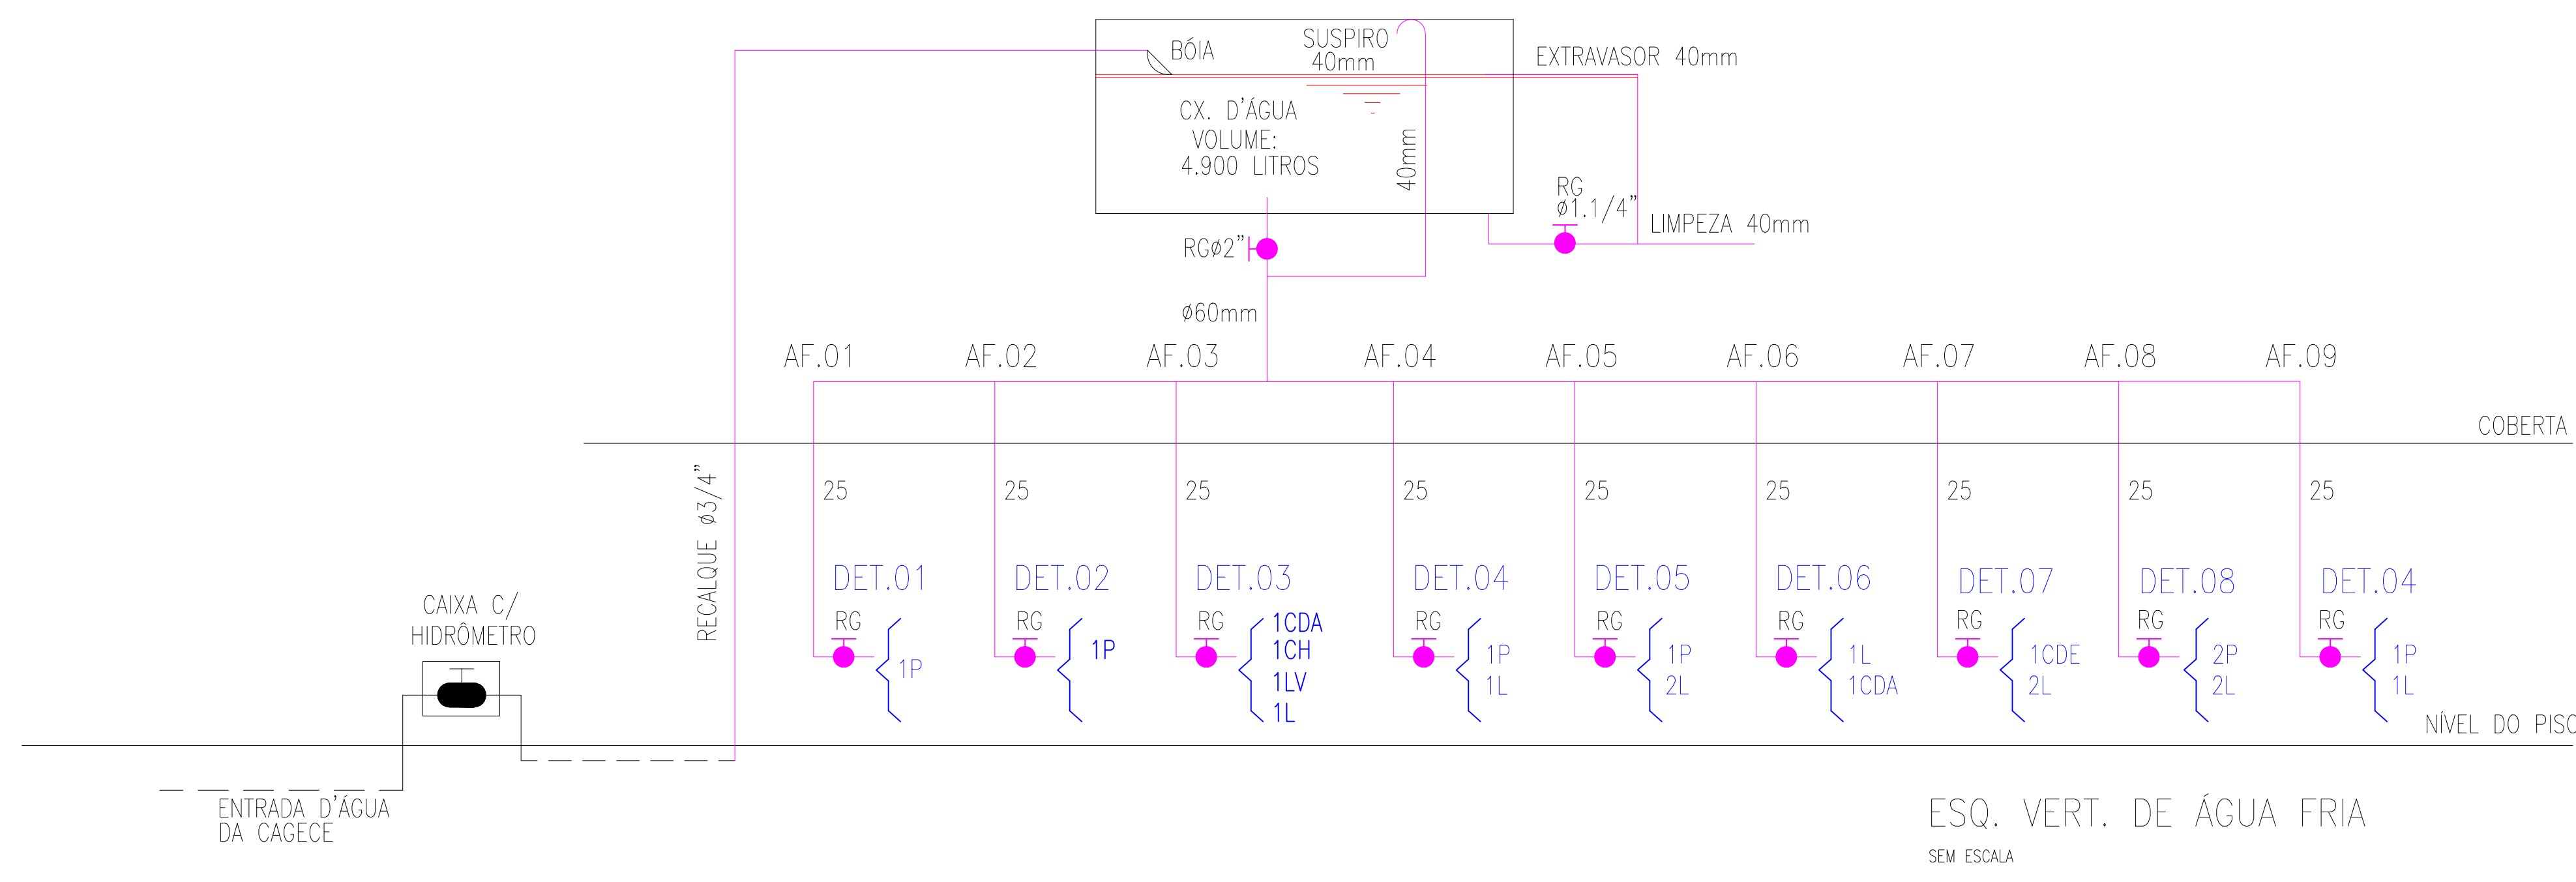 BÓIA
SUSPIRO
40mm
EXTRAVASOR 40mm
CX. D'ÁGUA
VOLUME:
4.900 LITROS
40mm
RG
ø1.1/4"
LIMPEZA 40mm
RGø2"
ø60mm
AF.01 AF.02 AF.03 AF.04 AF.05 AF.06 AF.07 AF.08 AF.09
COBERTA
RECALQUE ø3/4"
25 25 25 25 25 25 25 25 25
DET.01 DET.02 DET.03 DET.04 DET.05 DET.06 DET.07 DET.08 DET.04
RG RG RG RG RG RG RG RG RG
1P
1P
1CDA
1CH
1LV
1L
1P
1L
1P
2L
1L
1CDA
1CDE
2L
2P
2L
1P
1L
CAIXA C/
HIDRÔMETRO
NÍVEL DO PISO
ENTRADA D'ÁGUA
DA CAGECE
ESQ. VERT. DE ÁGUA FRIA
SEM ESCALA